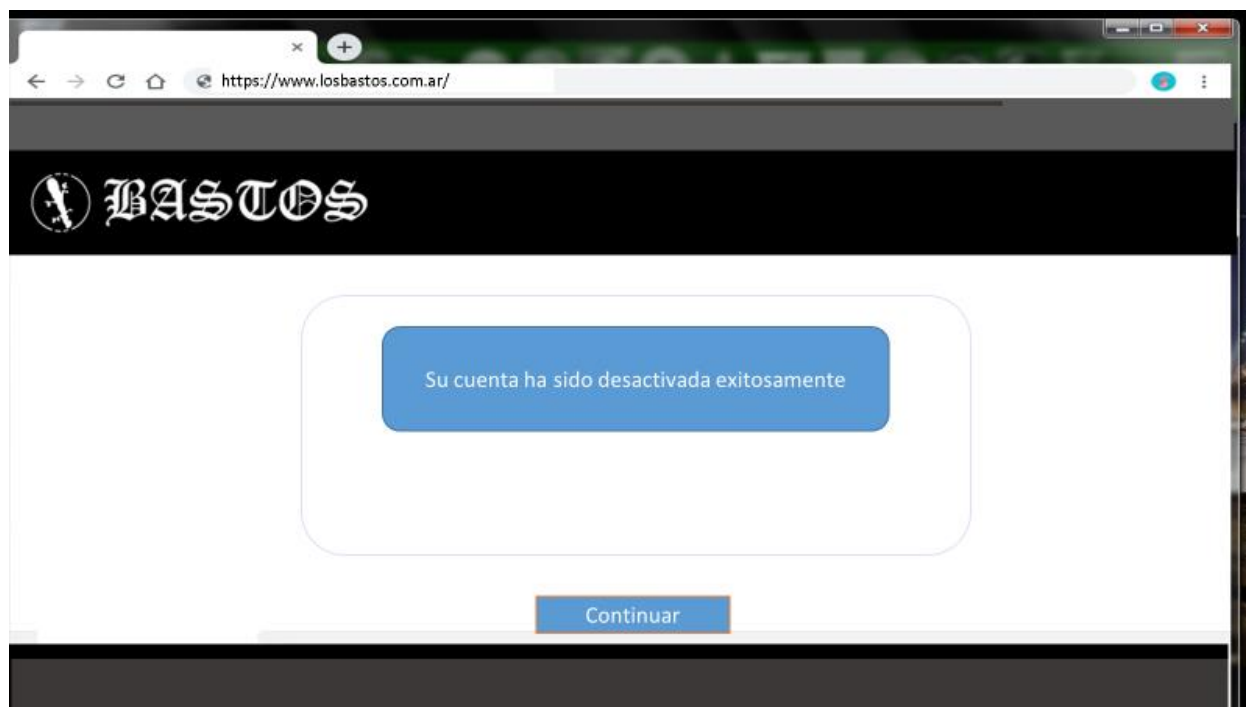 https://www.losbastos.com.ar/
BASTOS
Su cuenta ha sido desactivada exitosamente
Continuar